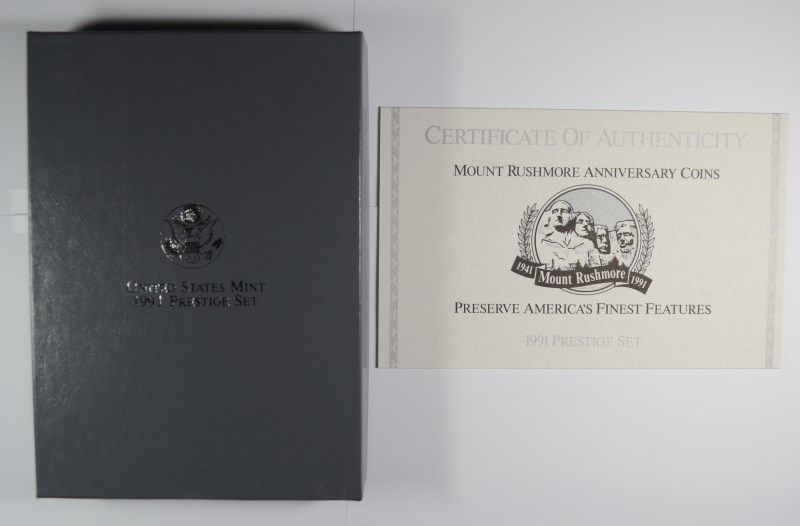 United States Mint
1991 Prestige Set
Certificate Of Authenticity
Mount Rushmore Anniversary Coins
1941 Mount Rushmore 1991
Preserve America's Finest Features
1991 Prestige Set